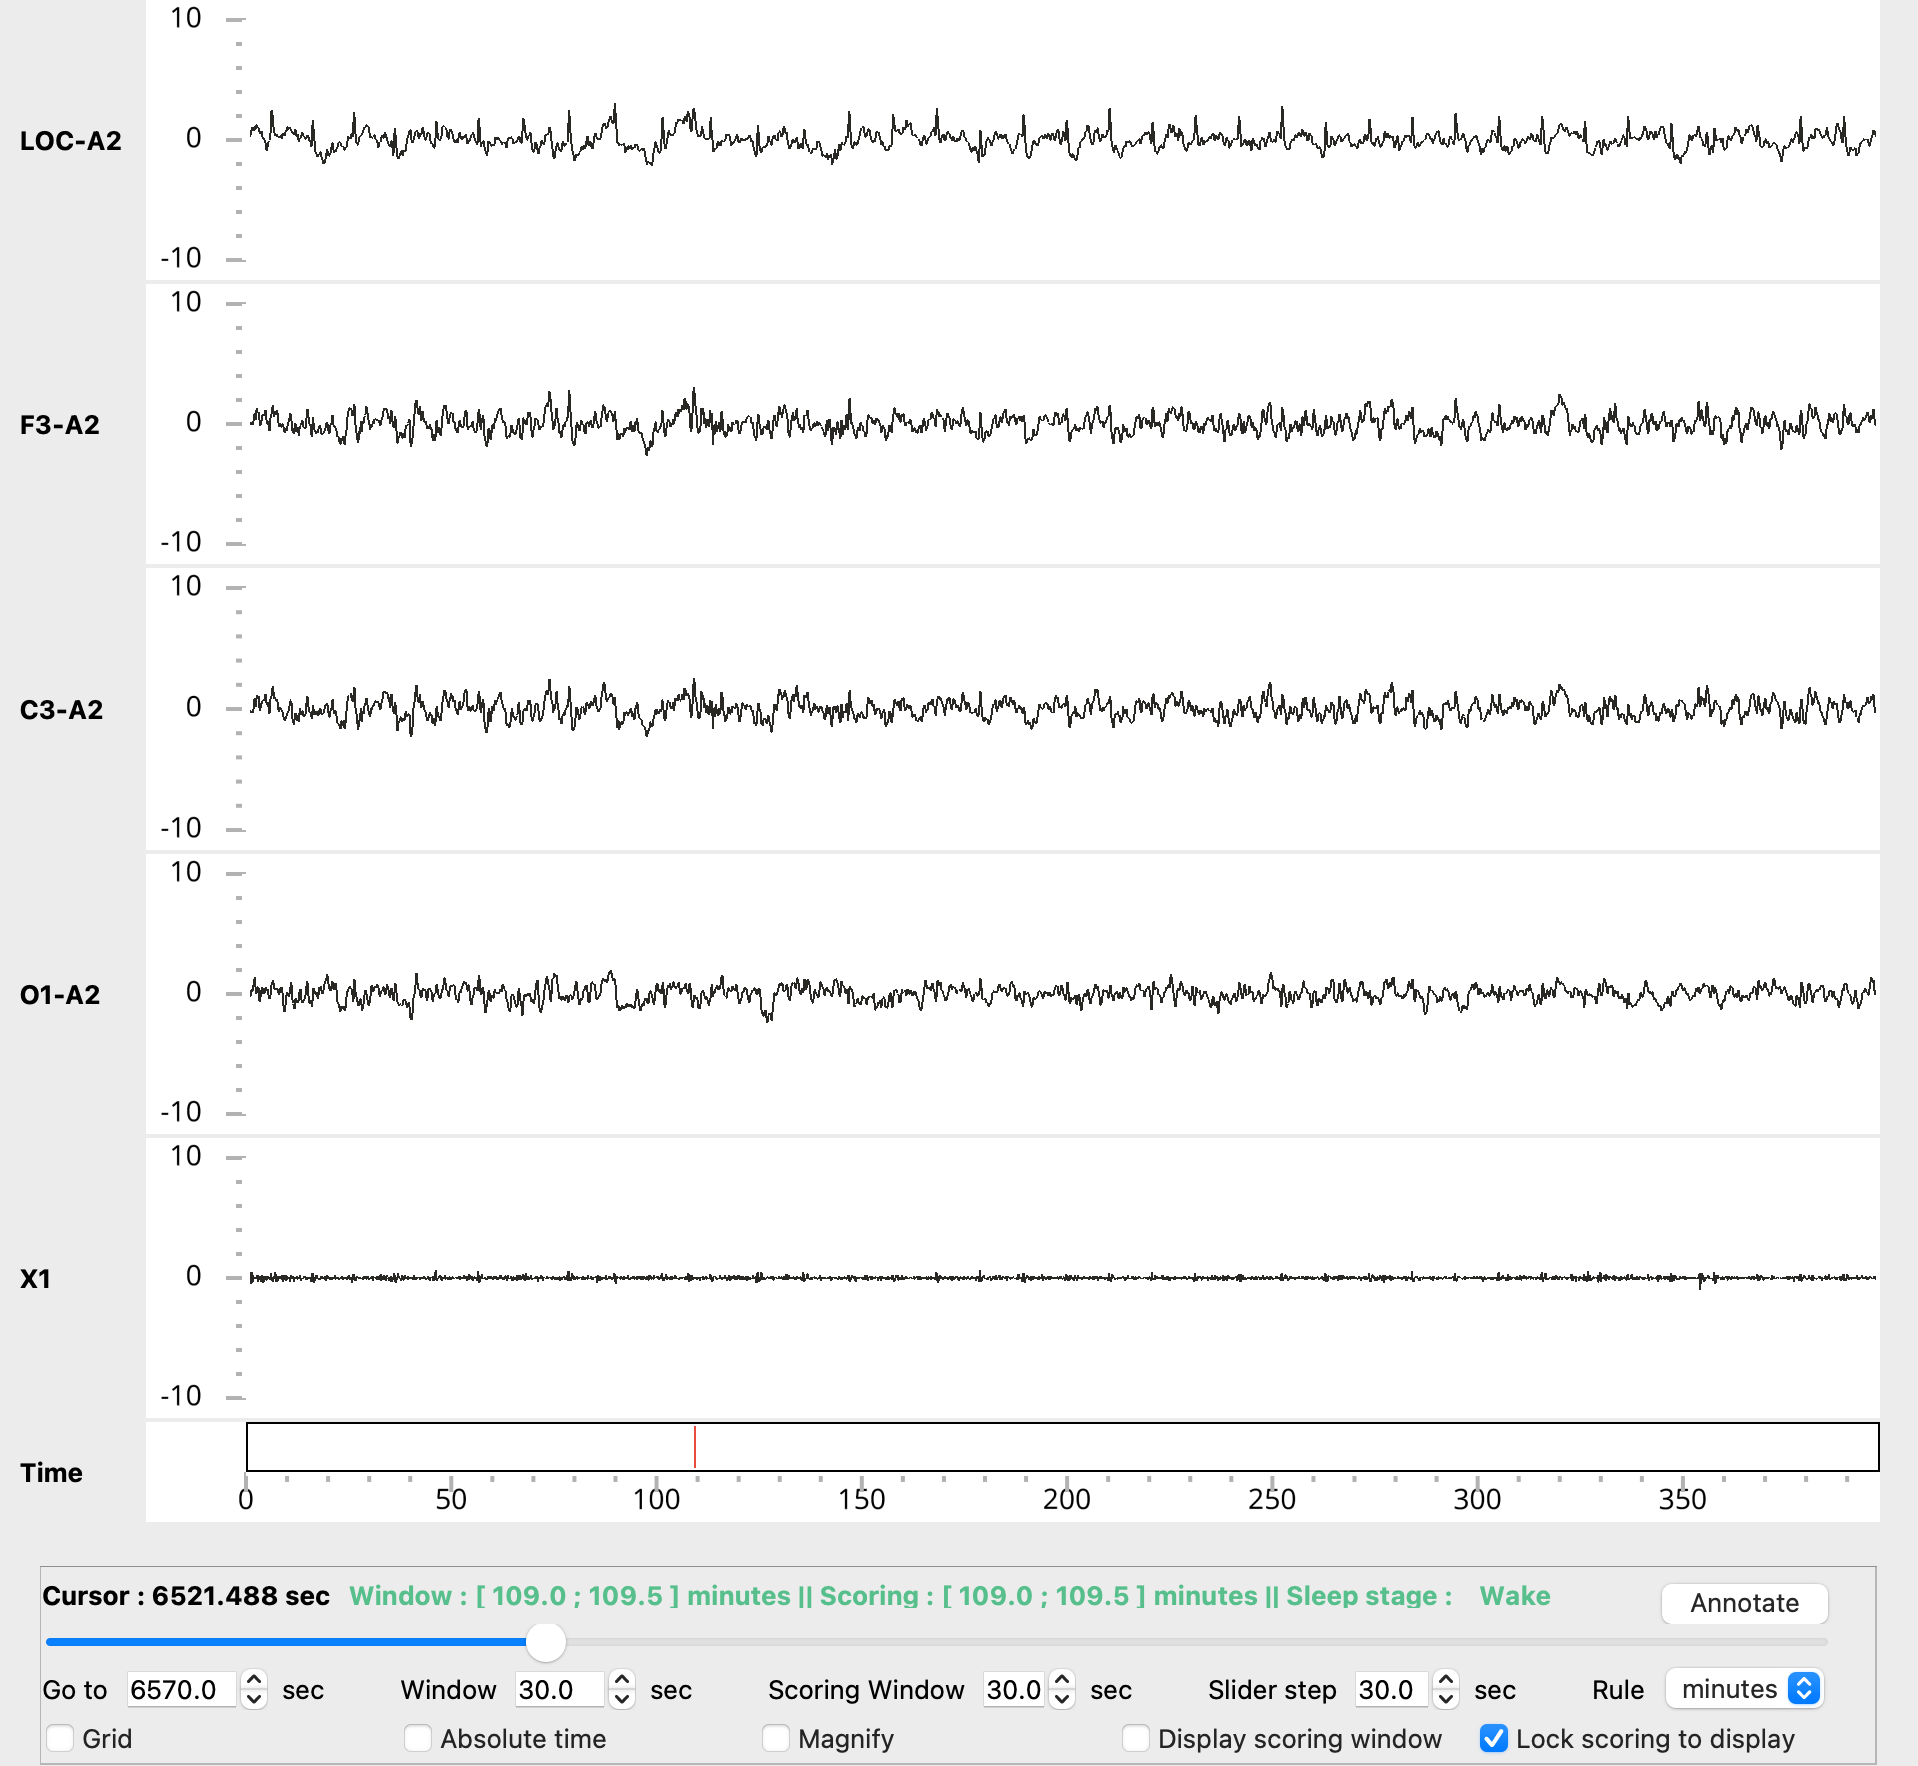 10
LOC-A2 0
-10
10
F3-A2 0
-10
10
C3-A2 0
-10
10
O1-A2 0
-10
10
X1 0
-10
Time
0 50 100 150 200 250 300 350
Cursor : 6521.488 sec Window : [ 109.0 ; 109.5 ] minutes || Scoring : [ 109.0 ; 109.5 ] minutes || Sleep stage : Wake Annotate
Go to 6570.0 sec Window 30.0 sec Scoring Window 30.0 sec Slider step 30.0 sec Rule minutes
Grid Absolute time Magnify Display scoring window Lock scoring to display